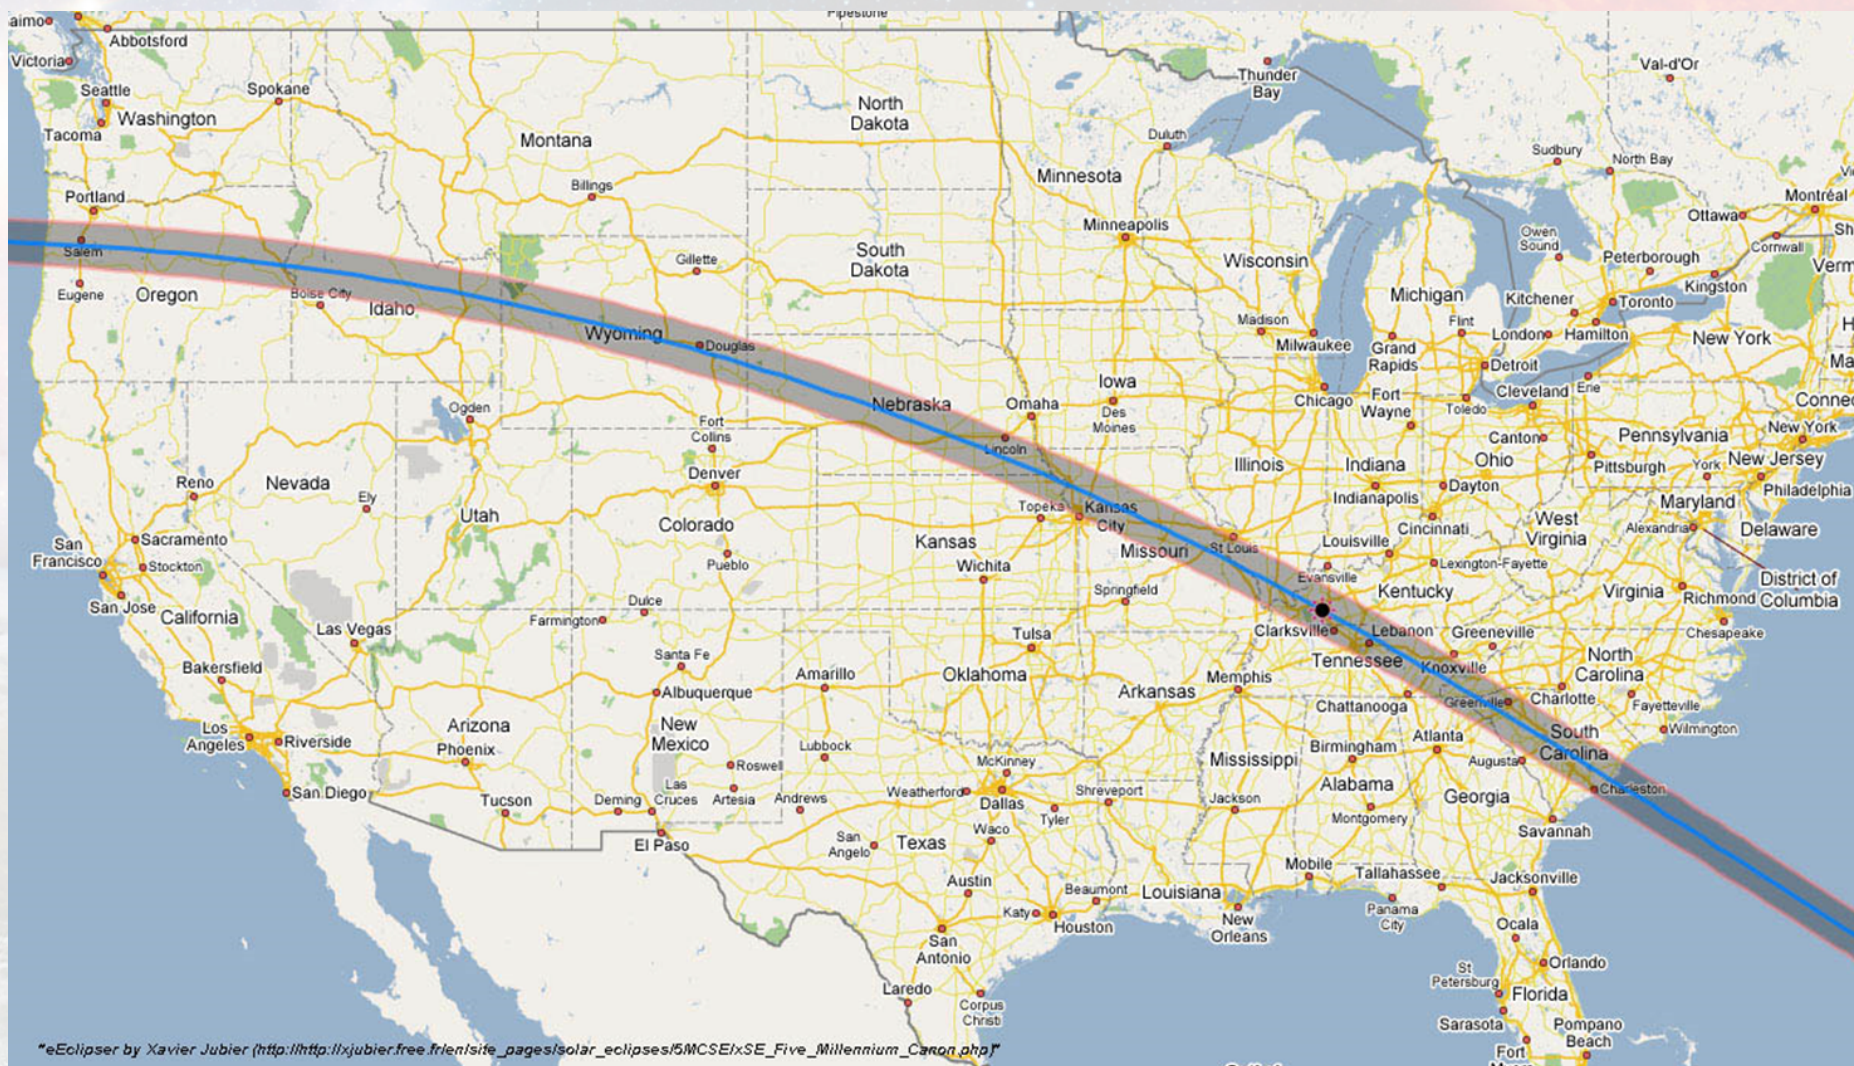 aimo
Abbotsford
Pipestone
Victoria
Seattle
Spokane
Washington
Tacoma
Montana
North
Dakota
Thunder
Bay
Val-d'Or
Duluth
Sudbury
North Bay
Portland
Billings
Minnesota
Montréal
Ottawa
Minneapolis
Owen
Sound
Cornwall
Sh
Salem
Gillette
South
Dakota
Wisconsin
Peterborough
Verm
Eugene
Oregon
Boise City
Idaho
Michigan
Kitchener
Toronto
Kingston
Wyoming
Douglas
Madison
Milwaukee
Flint
London
Hamilton
New York
Grand
Rapids
Detroit
Ma
Ogden
Nebraska
Omaha
Iowa
Des
Moines
Chicago
Fort
Wayne
Toledo
Cleveland
Erie
Connec
Fort
Collins
Lincoln
Canton
Pennsylvania
New York
Reno
Nevada
Ely
Denver
Illinois
Indiana
Ohio
Pittsburgh
York
New Jersey
Indianapolis
Dayton
Philadelphia
Utah
Colorado
Topeka
Kansas
City
Maryland
Sacramento
San
Francisco
Stockton
Pueblo
Kansas
Wichita
Missouri
St Louis
Cincinnati
Louisville
West
Virginia
Alexandria
Delaware
San Jose
California
Evansville
Lexington-Fayette
Kentucky
Virginia
Richmond
District of
Columbia
Las Vegas
Farmington
Dulce
Springfield
Tulsa
Clarksville
Lebanon
Greeneville
Chesapeake
Bakersfield
Santa Fe
Albuquerque
Amarillo
Oklahoma
Arkansas
Memphis
Tennessee
Knoxville
North
Carolina
Los
Angeles
Riverside
Arizona
Phoenix
New
Mexico
Lubbock
Roswell
Chattanooga
Greenville
Charlotte
Fayetteville
Wilmington
San Diego
Tucson
Deming
Las
Cruces
Artesia
Andrews
McKinney
Weatherford
Dallas
Shreveport
Mississippi
Birmingham
Alabama
Atlanta
Augusta
South
Carolina
Charleston
El Paso
San
Angelo
Texas
Waco
Tyler
Jackson
Montgomery
Georgia
Savannah
Austin
Beaumont
Louisiana
Mobile
Tallahassee
Jacksonville
Katy
Houston
New
Orleans
Panama
City
Ocala
San
Antonio
Orlando
Laredo
Corpus
Christi
St
Petersburg
Florida
Sarasota
Pompano
Beach
Fort
"eEclipser by Xavier Jubier (http://http://xjubier.free.fr/en/site_pages/solar_eclipses/5MCSE/xSE_Five_Millennium_Canon.php)"